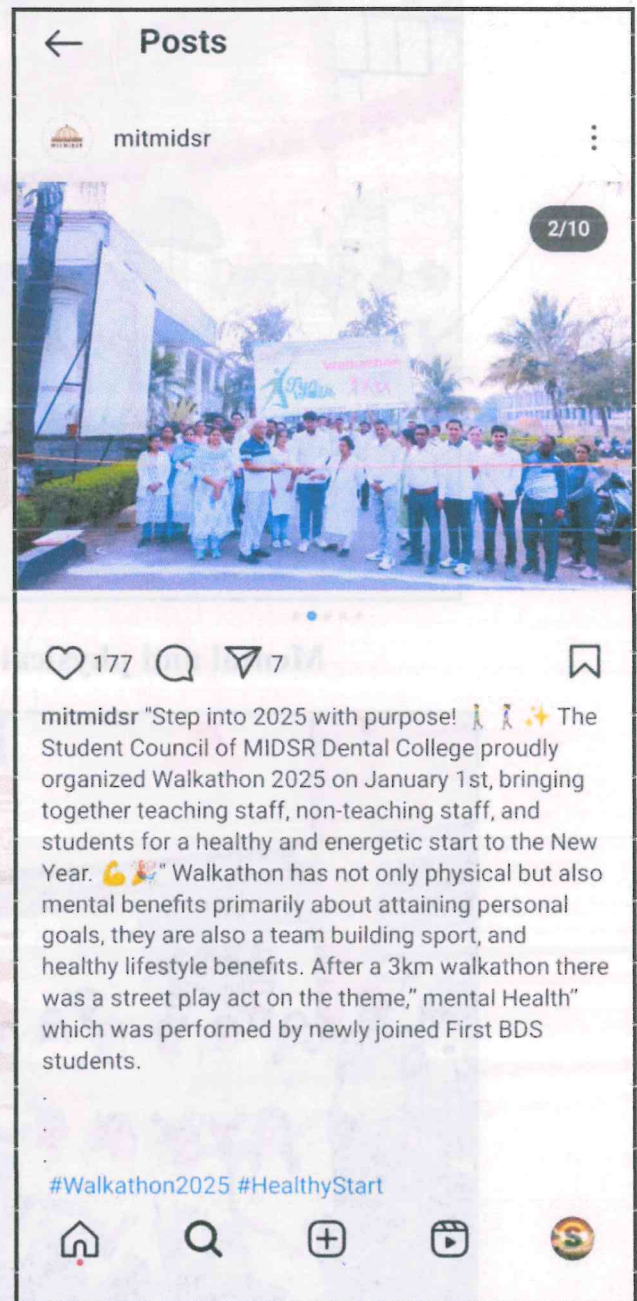 Posts
mitmidsr
2/10
Walkathon
177 7
mitmidsr "Step into 2025 with purpose! 🚶🚶‍♀️✨ The
Student Council of MIDSR Dental College proudly
organized Walkathon 2025 on January 1st, bringing
together teaching staff, non-teaching staff, and
students for a healthy and energetic start to the New
Year. 💪🎉" Walkathon has not only physical but also
mental benefits primarily about attaining personal
goals, they are also a team building sport, and
healthy lifestyle benefits. After a 3km walkathon there
was a street play act on the theme,” mental Health”
which was performed by newly joined First BDS
students.
.
.
#Walkathon2025 #HealthyStart
S